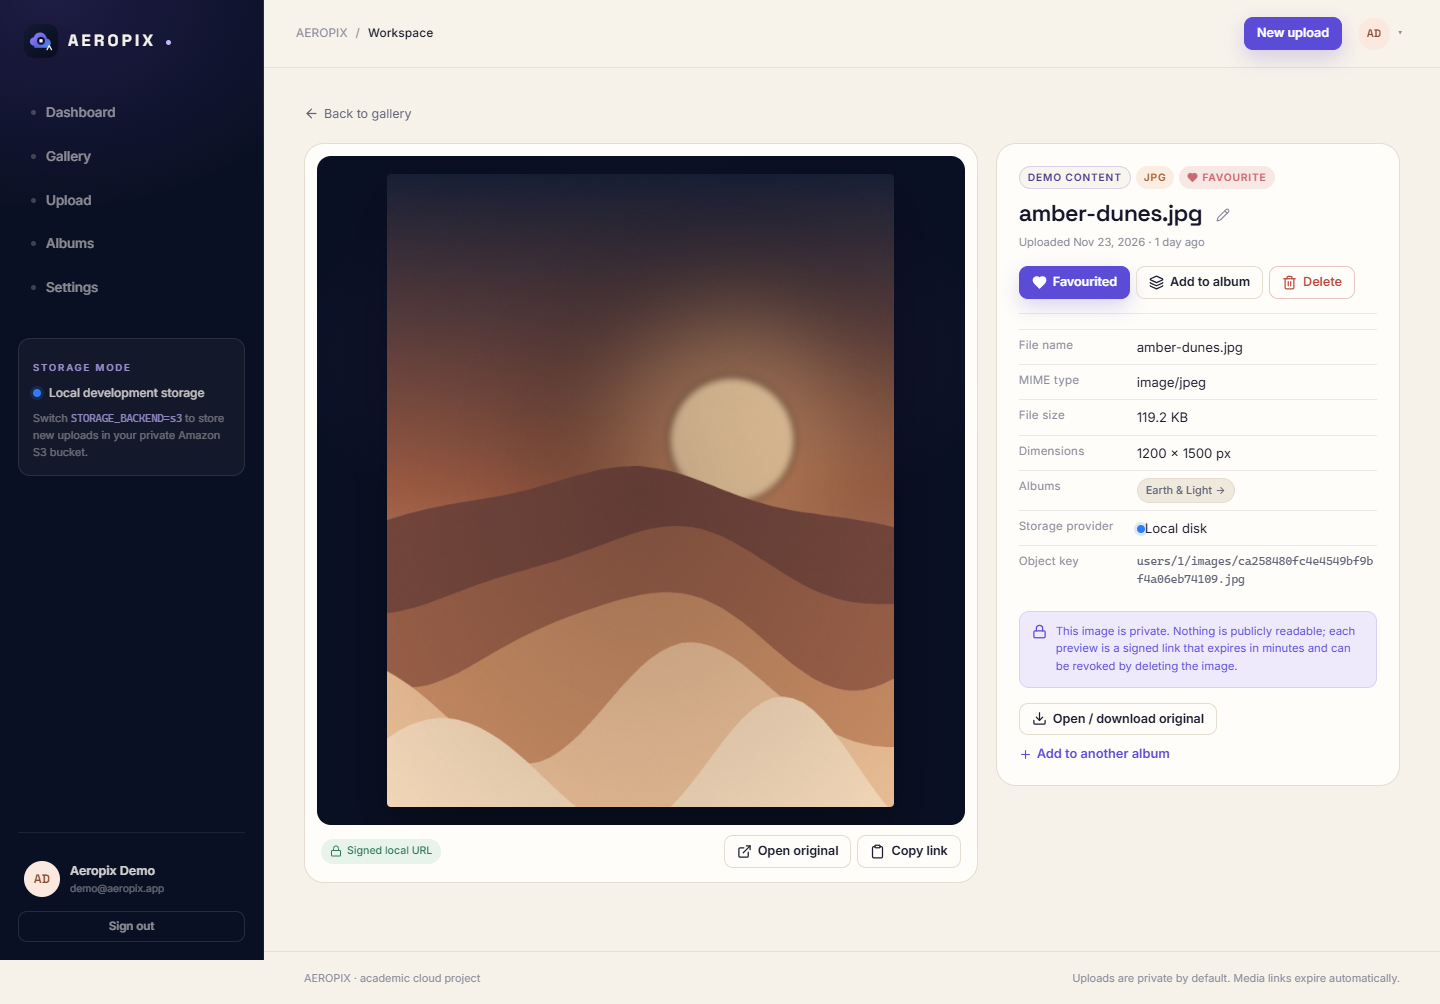 AEROPIX
Dashboard
Gallery
Upload
Albums
Settings
STORAGE MODE
Local development storage
Switch STORAGE_BACKEND=s3 to store
new uploads in your private Amazon
S3 bucket.
AD
Aeropix Demo
demo@aeropix.app
Sign out
AEROPIX / Workspace
New upload
AD
Back to gallery
Signed local URL
Open original
Copy link
DEMO CONTENT
JPG
FAVOURITE
amber-dunes.jpg
Uploaded Nov 23, 2026 · 1 day ago
Favourited
Add to album
Delete
File name amber-dunes.jpg
MIME type image/jpeg
File size 119.2 KB
Dimensions 1200 × 1500 px
Albums Earth & Light →
Storage provider Local disk
Object key users/1/images/ca258480fc4e4549bf9b
f4a06eb74109.jpg
This image is private. Nothing is publicly readable; each
preview is a signed link that expires in minutes and can
be revoked by deleting the image.
Open / download original
+ Add to another album
AEROPIX · academic cloud project
Uploads are private by default. Media links expire automatically.